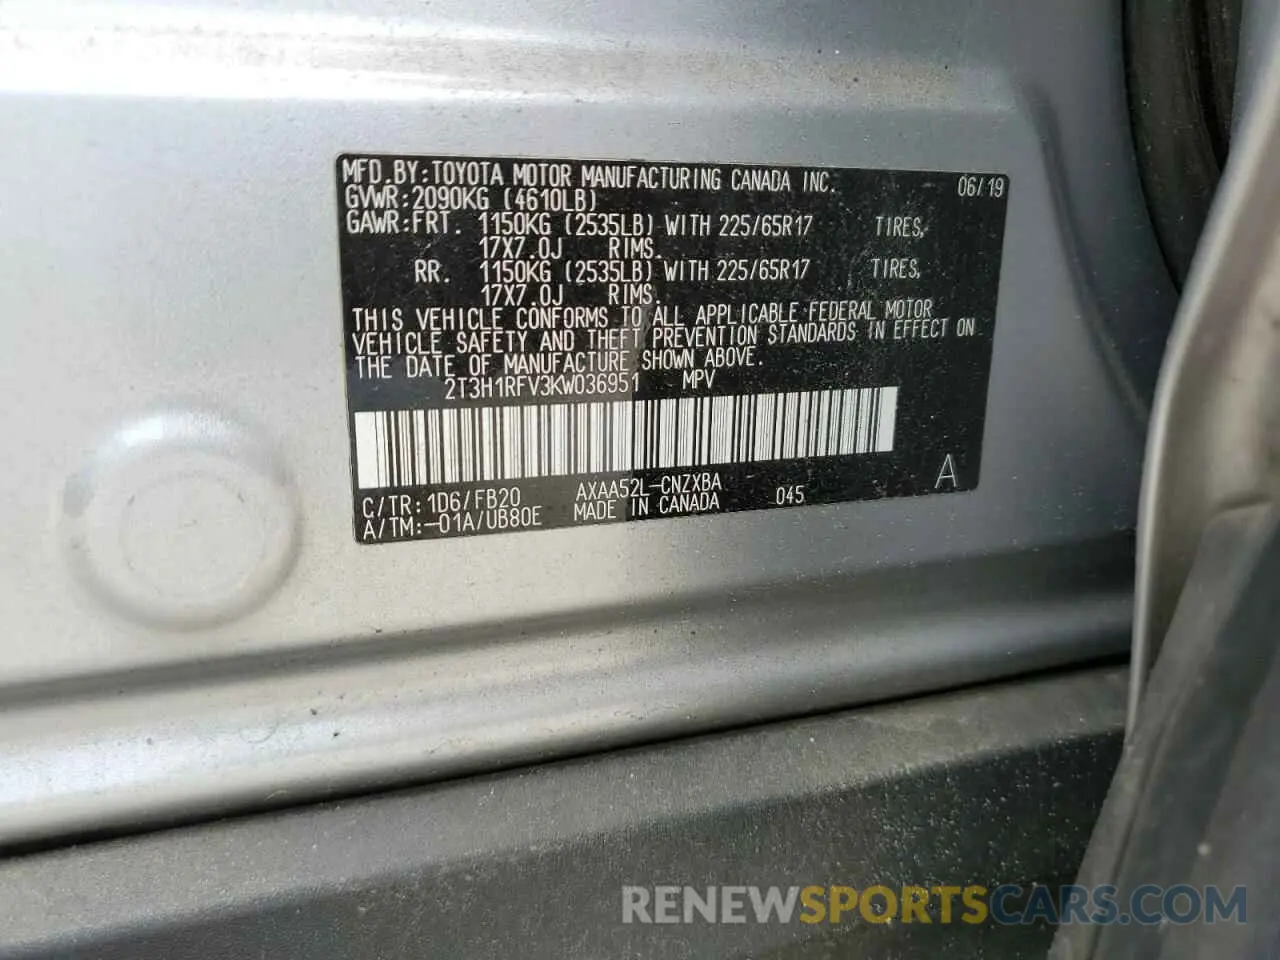 MFD.BY:TOYOTA MOTOR MANUFACTURING CANADA INC. 06/19
GVWR:2090KG (4610LB)
GAWR:FRT. 1150KG (2535LB) WITH 225/65R17 TIRES,
17X7.0J RIMS.
RR. 1150KG (2535LB) WITH 225/65R17 TIRES,
17X7.0J RIMS.
THIS VEHICLE CONFORMS TO ALL APPLICABLE FEDERAL MOTOR
VEHICLE SAFETY AND THEFT PREVENTION STANDARDS IN EFFECT ON
THE DATE OF MANUFACTURE SHOWN ABOVE.
2T3H1RFV3KW036951 MPV
C/TR:1D6/FB20 AXAA52L-CNZXBA 045 A
A/TM:-01A/UB80E MADE IN CANADA
RENEWSPORTSCARS.COM